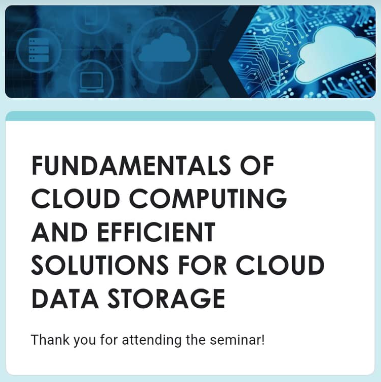 FUNDAMENTALS OF
CLOUD COMPUTING
AND EFFICIENT
SOLUTIONS FOR CLOUD
DATA STORAGE
Thank you for attending the seminar!